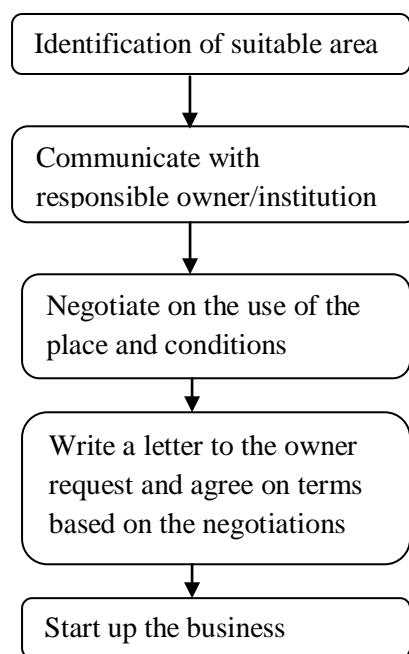 Identification of suitable area
Communicate with
responsible owner/institution
Negotiate on the use of the
place and conditions
Write a letter to the owner
request and agree on terms
based on the negotiations
Start up the business